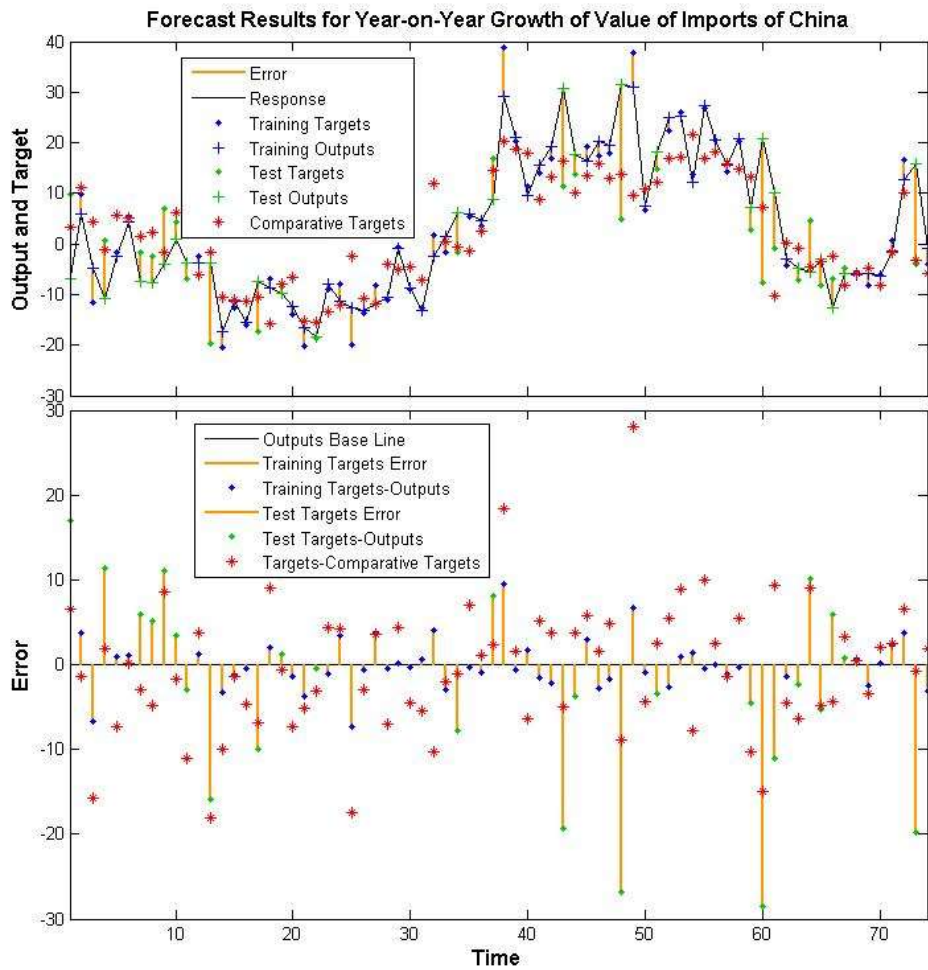 Forecast Results for Year-on-Year Growth of Value of Imports of China
Output and Target
40
30
20
10
0
-10
-20
-30
Error
Response
Training Targets
Training Outputs
Test Targets
Test Outputs
Comparative Targets
Error
30
20
10
0
-10
-20
-30
Outputs Base Line
Training Targets Error
Training Targets-Outputs
Test Targets Error
Test Targets-Outputs
Targets-Comparative Targets
10 20 30 40 50 60 70
Time